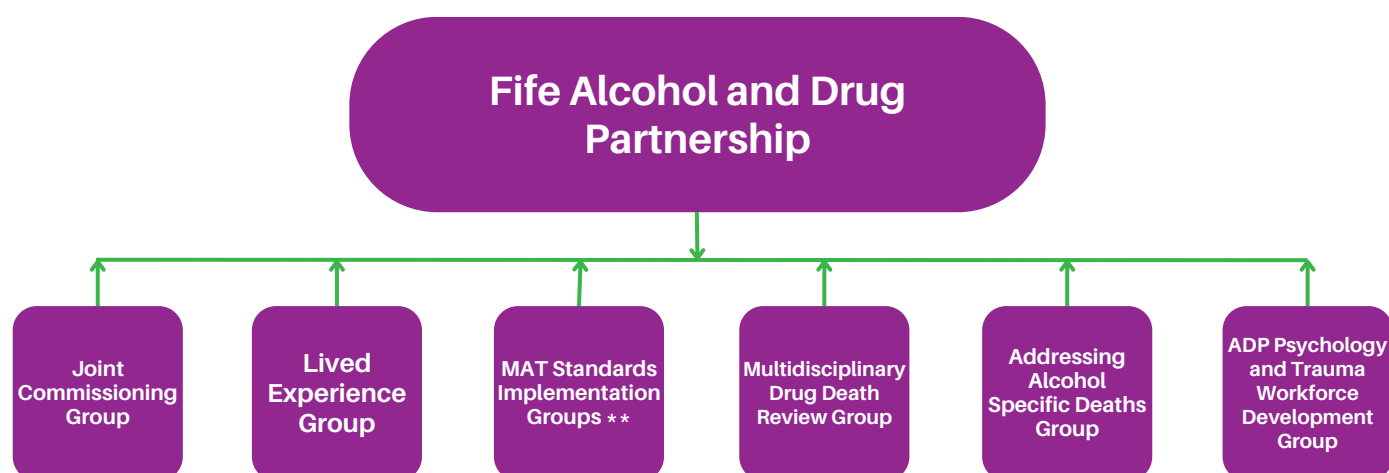 Fife Alcohol and Drug
Partnership
Joint
Commissioning
Group
Lived
Experience
Group
MAT Standards
Implementation
Groups **
Multidisciplinary
Drug Death
Review Group
Addressing
Alcohol
Specific Deaths
Group
ADP Psychology
and Trauma
Workforce
Development
Group